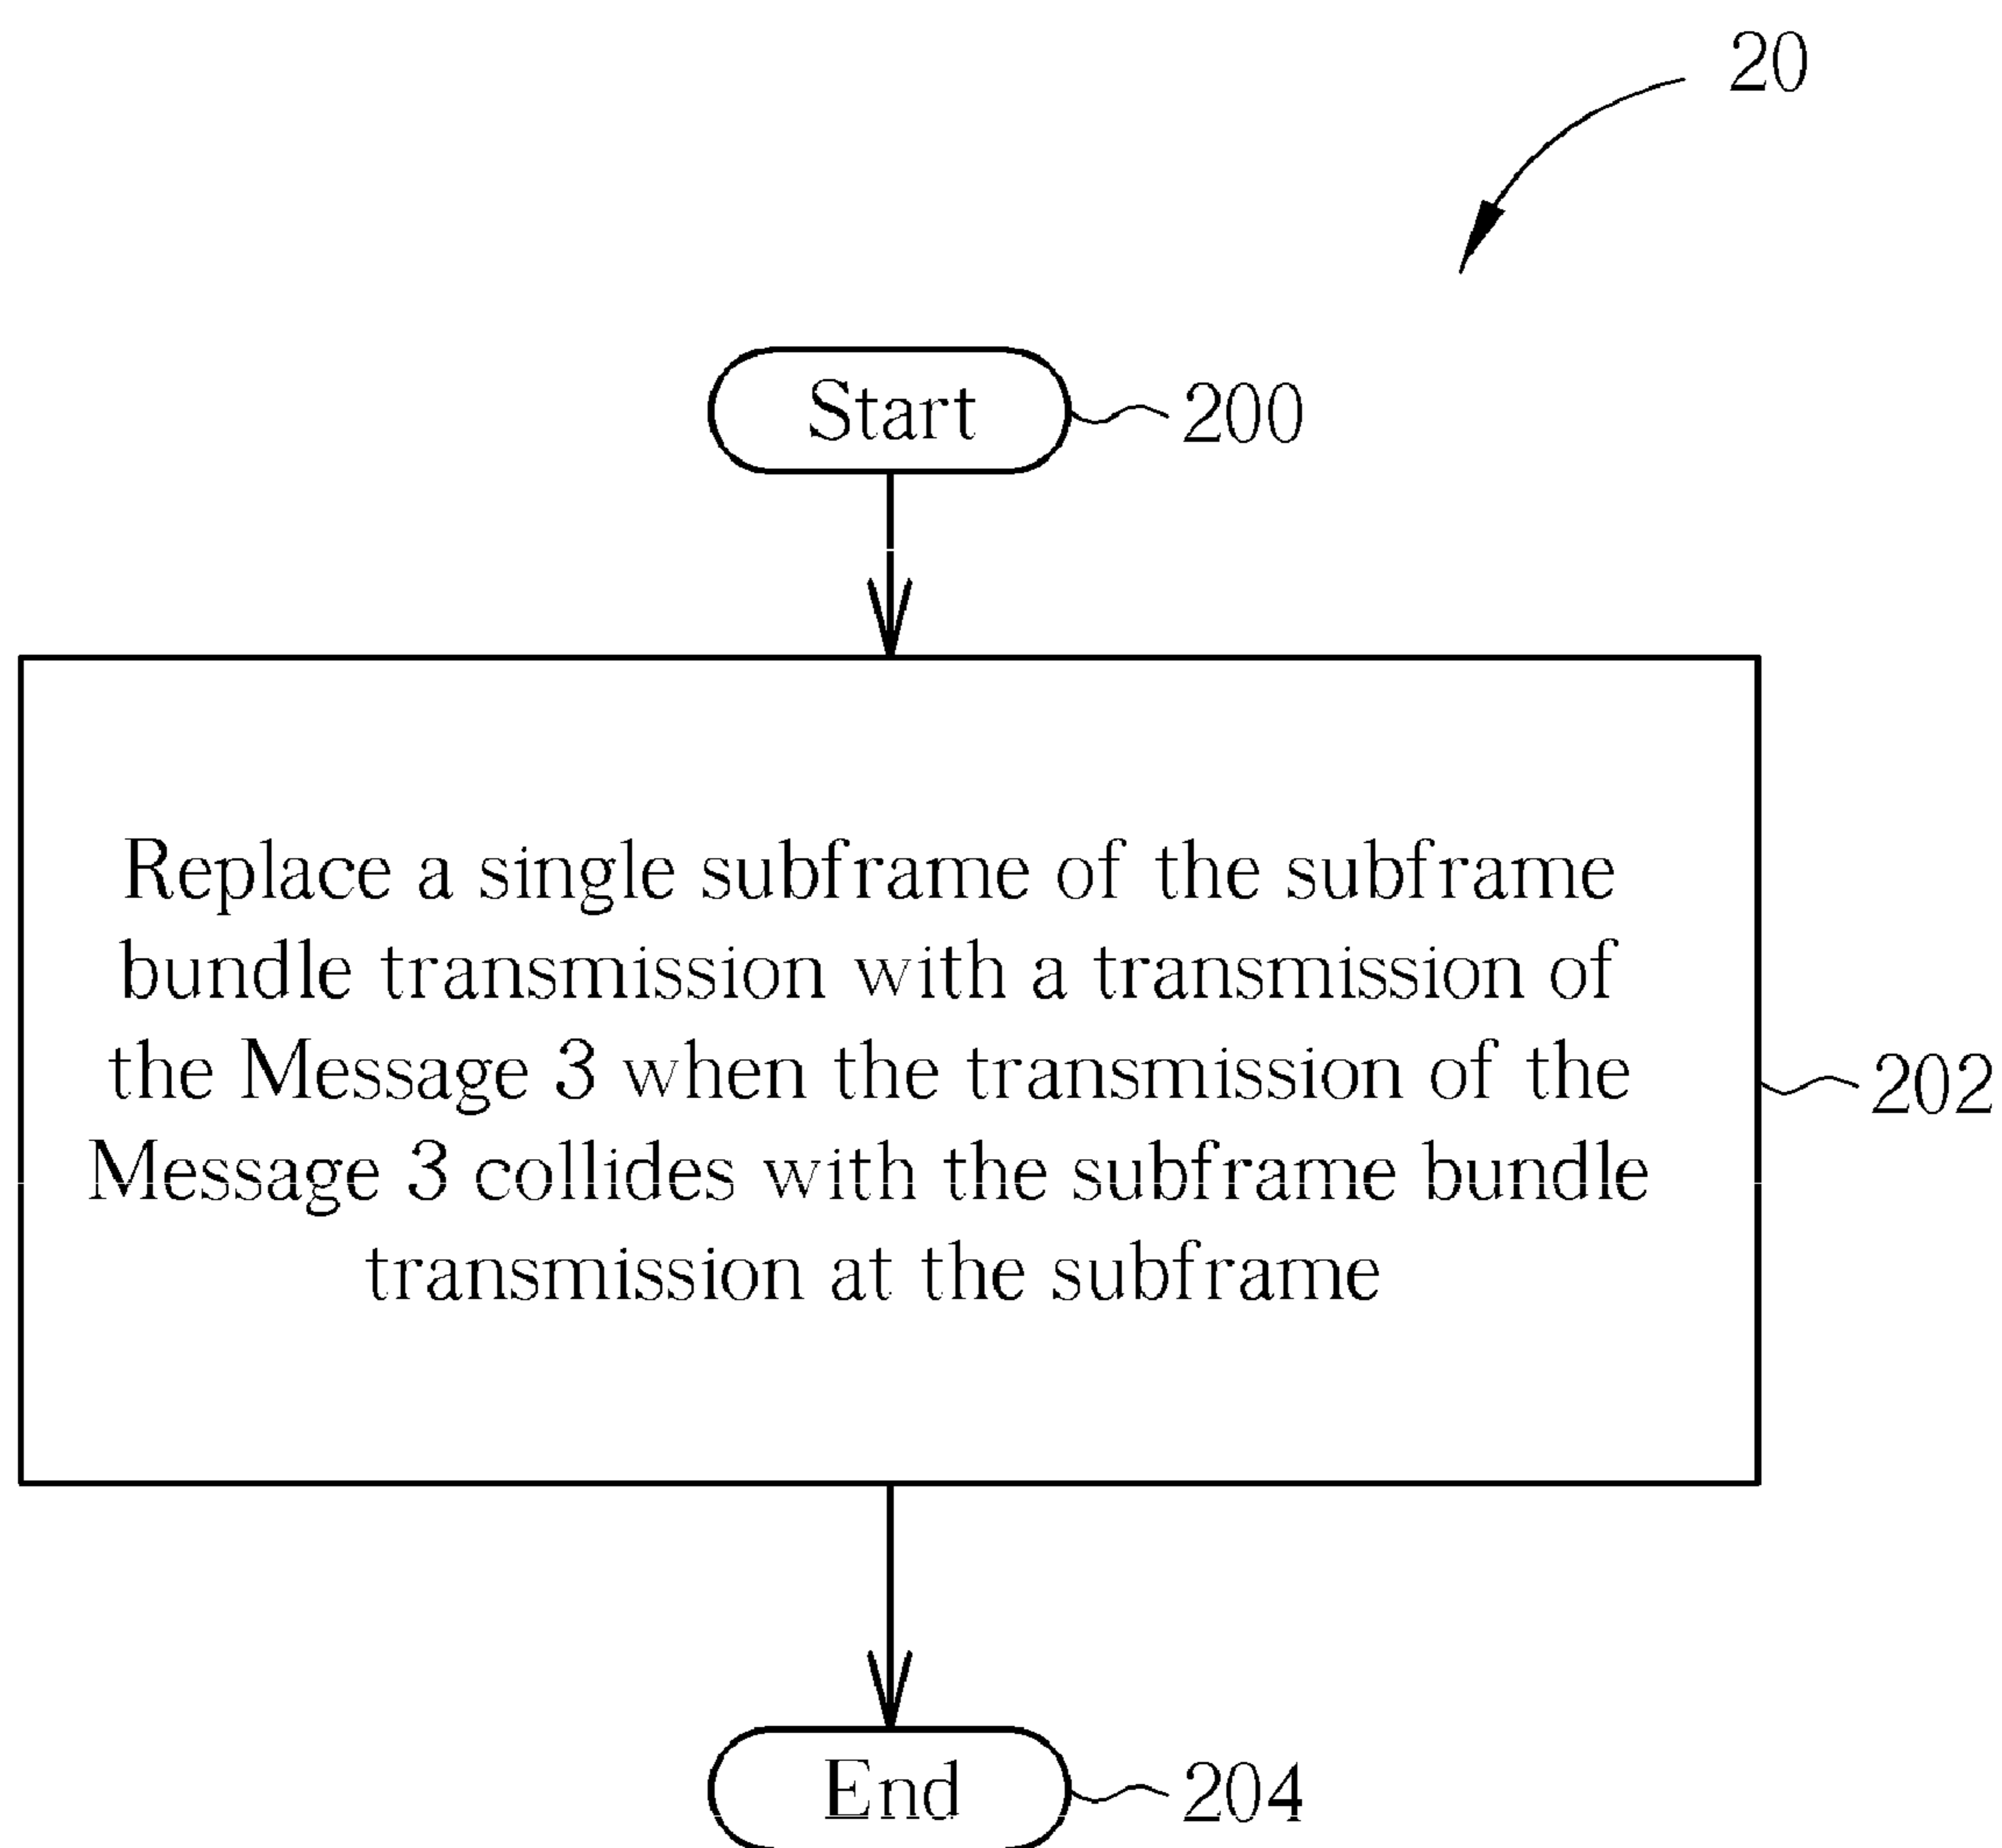 20
Start
200
Replace a single subframe of the subframe
bundle transmission with a transmission of
the Message 3 when the transmission of the
Message 3 collides with the subframe bundle
transmission at the subframe
202
End
204